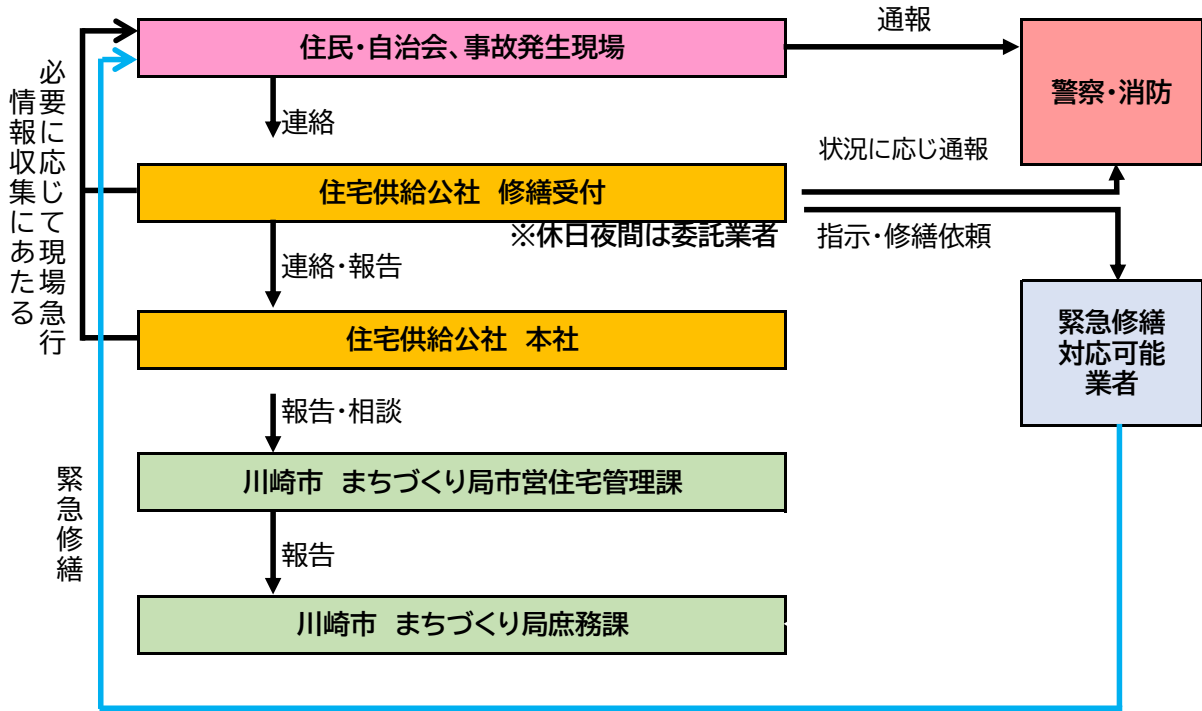 住民・自治会、事故発生現場
通報
警察・消防
連絡
必要に応じて現場急行
情報収集にあたる
住宅供給公社 修繕受付
※休日夜間は委託業者
状況に応じ通報
指示・修繕依頼
連絡・報告
住宅供給公社 本社
緊急修繕
対応可能
業者
報告・相談
川崎市 まちづくり局市営住宅管理課
緊急修繕
報告
川崎市 まちづくり局庶務課